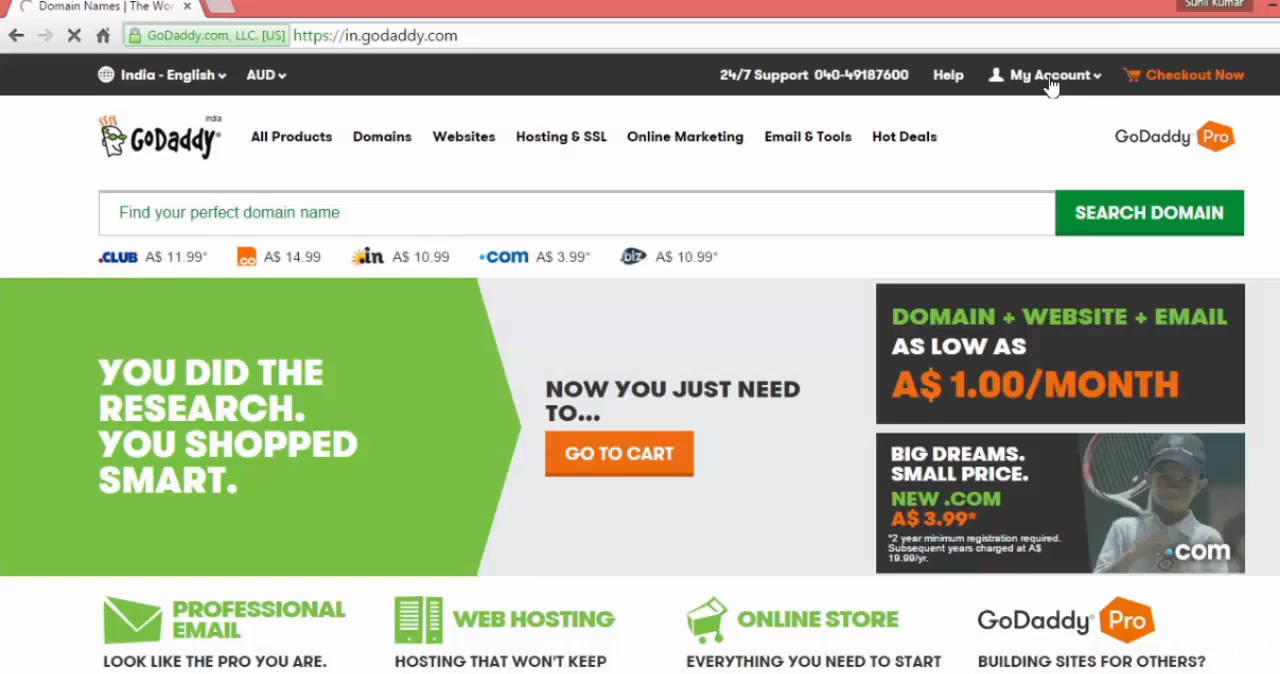 Domain Names | The Wor
Sunil Kumar
GoDaddy.com, LLC. [US] https://in.godaddy.com
India - English AUD 24/7 Support 040-49187600 Help My Account Checkout Now
India
GoDaddy All Products Domains Websites Hosting & SSL Online Marketing Email & Tools Hot Deals GoDaddy Pro
Find your perfect domain name SEARCH DOMAIN
.CLUB A$ 11.99* co A$ 14.99 .in A$ 10.99 .com A$ 3.99* .biz A$ 10.99*
YOU DID THE
RESEARCH.
YOU SHOPPED
SMART.
NOW YOU JUST NEED
TO...
GO TO CART
DOMAIN + WEBSITE + EMAIL
AS LOW AS
A$ 1.00/MONTH
BIG DREAMS.
SMALL PRICE.
NEW .COM
A$ 3.99*
*2 year minimum registration required.
Subsequent years charged at A$
19.99/yr.
.com
PROFESSIONAL
EMAIL
LOOK LIKE THE PRO YOU ARE.
WEB HOSTING
HOSTING THAT WON'T KEEP
ONLINE STORE
EVERYTHING YOU NEED TO START
GoDaddy Pro
BUILDING SITES FOR OTHERS?